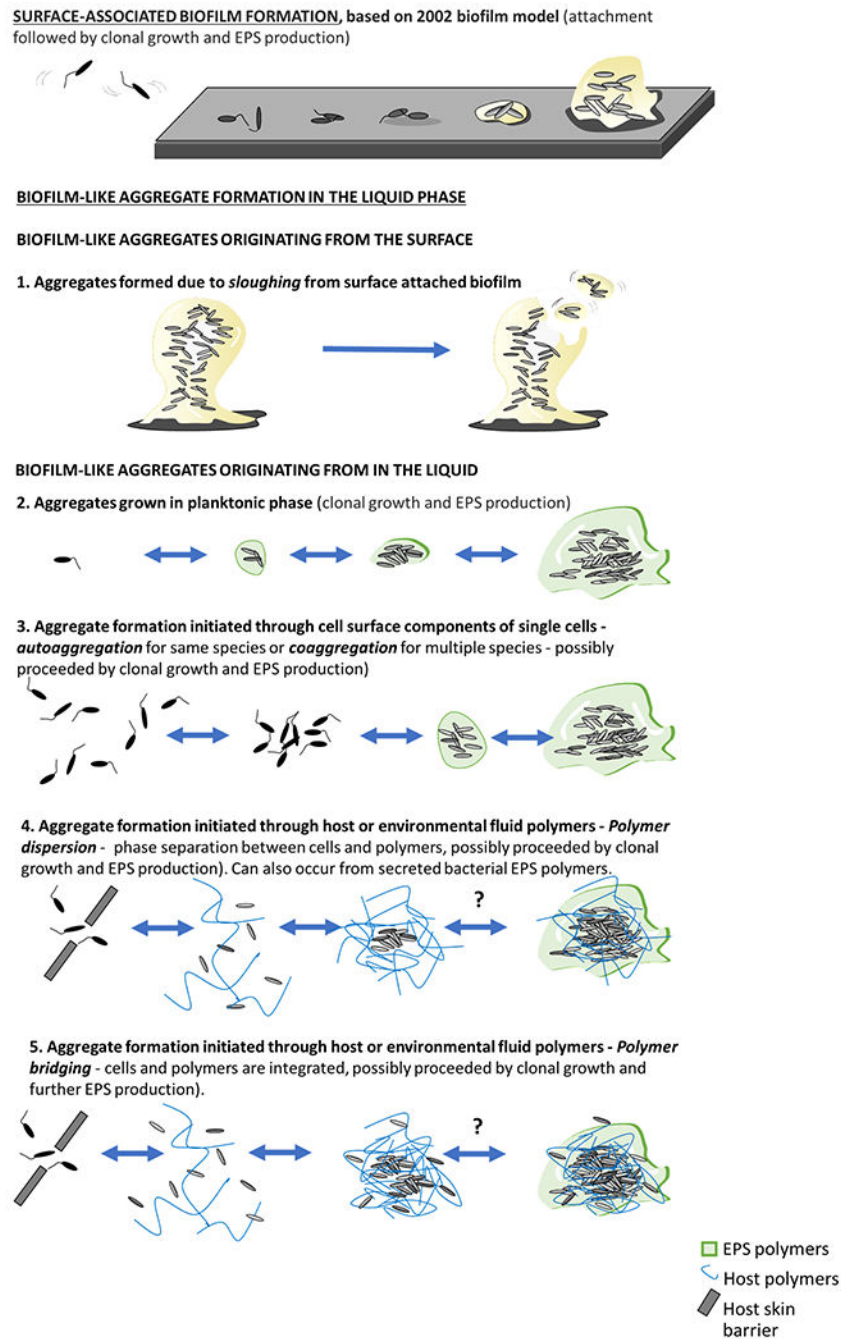 SURFACE-ASSOCIATED BIOFILM FORMATION, based on 2002 biofilm model (attachment
followed by clonal growth and EPS production)
BIOFILM-LIKE AGGREGATE FORMATION IN THE LIQUID PHASE
BIOFILM-LIKE AGGREGATES ORIGINATING FROM THE SURFACE
1. Aggregates formed due to sloughing from surface attached biofilm
BIOFILM-LIKE AGGREGATES ORIGINATING FROM IN THE LIQUID
2. Aggregates grown in planktonic phase (clonal growth and EPS production)
3. Aggregate formation initiated through cell surface components of single cells -
autoaggregation for same species or coaggregation for multiple species - possibly
proceeded by clonal growth and EPS production)
4. Aggregate formation initiated through host or environmental fluid polymers - Polymer
dispersion - phase separation between cells and polymers, possibly proceeded by clonal
growth and EPS production). Can also occur from secreted bacterial EPS polymers.
?
5. Aggregate formation initiated through host or environmental fluid polymers - Polymer
bridging - cells and polymers are integrated, possibly proceeded by clonal growth and
further EPS production).
?
EPS polymers
Host polymers
Host skin
barrier